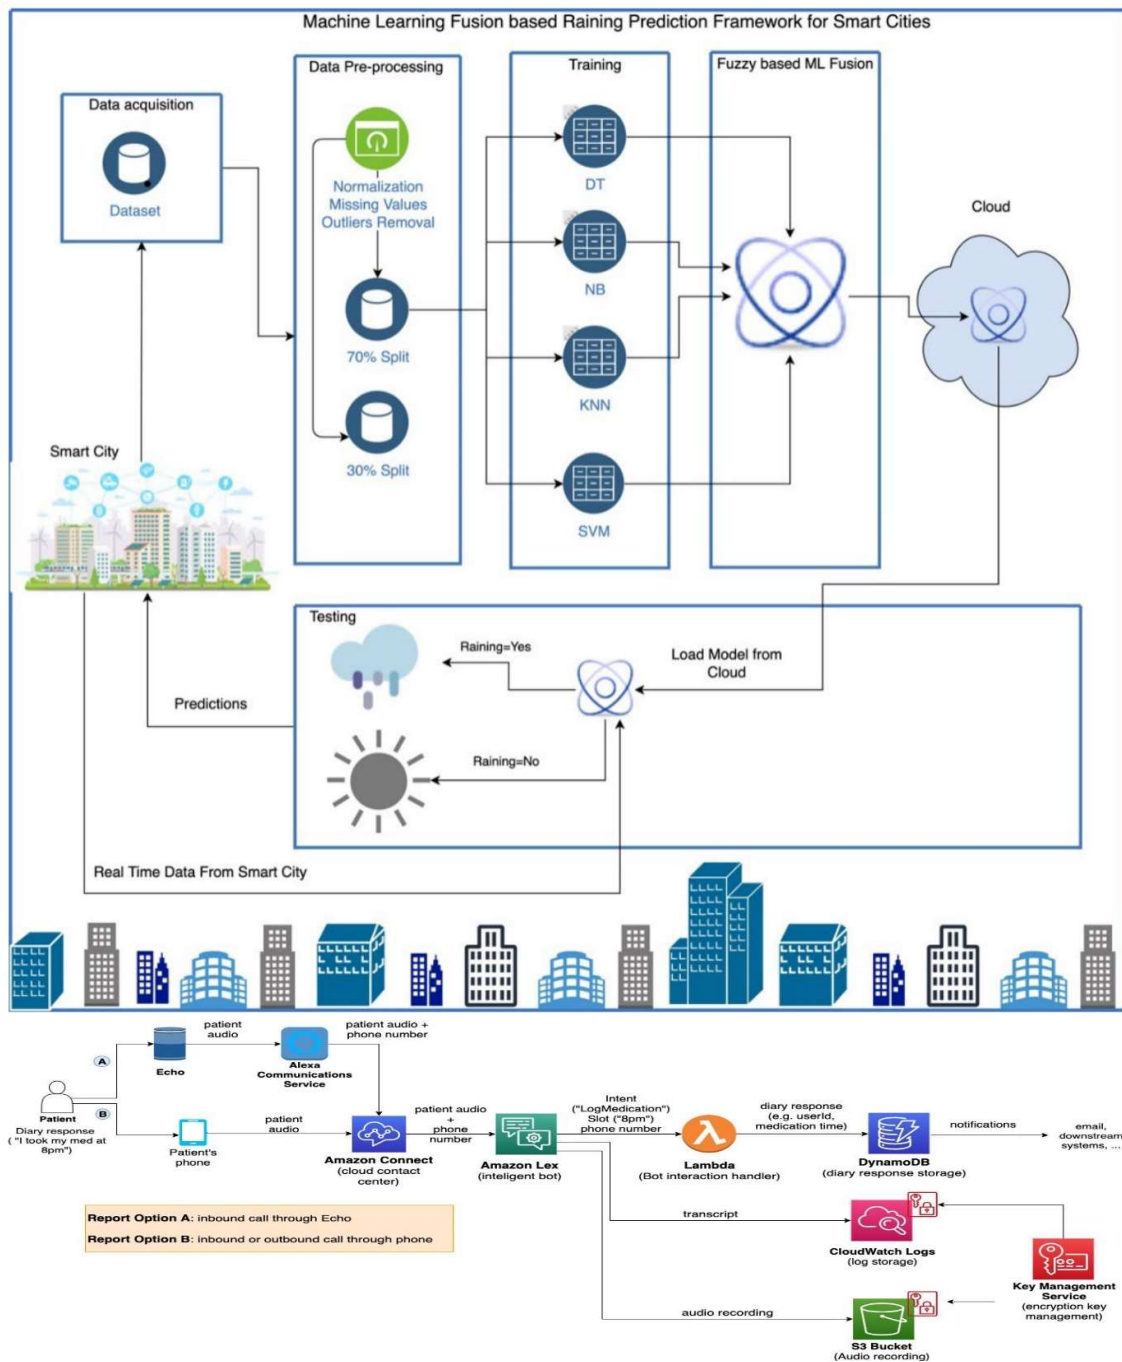 Machine Learning Fusion based Raining Prediction Framework for Smart Cities
Data acquisition
Dataset
Data Pre-processing
Normalization
Missing Values
Outliers Removal
70% Split
30% Split
Training
DT
NB
KNN
SVM
Fuzzy based ML Fusion
Cloud
Smart City
Testing
Raining=Yes
Raining=No
Load Model from
Cloud
Predictions
Real Time Data From Smart City
A
B
Patient
Diary response
( "I took my med at
8pm")
Echo
patient
audio
Alexa
Communications
Service
patient audio +
phone number
Patient's
phone
patient
audio
Amazon Connect
(cloud contact
center)
patient audio
+
phone
number
Amazon Lex
(inteligent bot)
Intent
("LogMedication")
Slot ("8pm")
phone number
Lambda
(Bot interaction handler)
diary response
(e.g. userId,
medication time)
DynamoDB
(diary response storage)
notifications
email,
downstream
systems, ...
Report Option A: inbound call through Echo
Report Option B: inbound or outbound call through phone
transcript
CloudWatch Logs
(log storage)
Key Management
Service
(encryption key
management)
audio recording
S3 Bucket
(Audio recording)